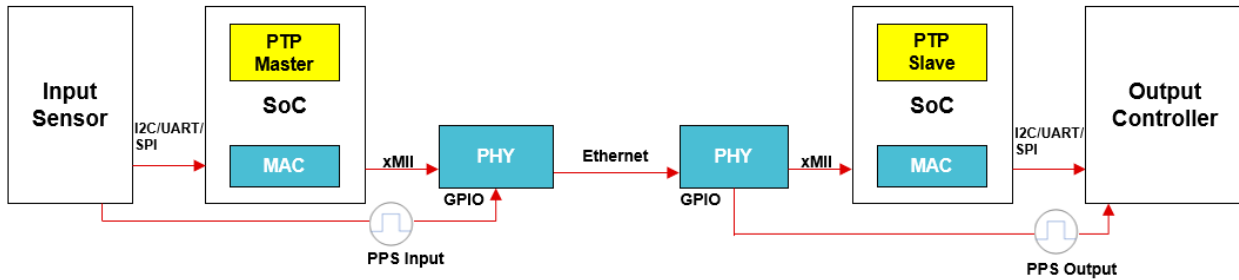 Input
Sensor
I2C/UART/
SPI
PTP
Master
SoC
MAC
xMII
PHY
GPIO
PPS Input
Ethernet
PHY
GPIO
xMII
PTP
Slave
SoC
MAC
I2C/UART/
SPI
PPS Output
Output
Controller